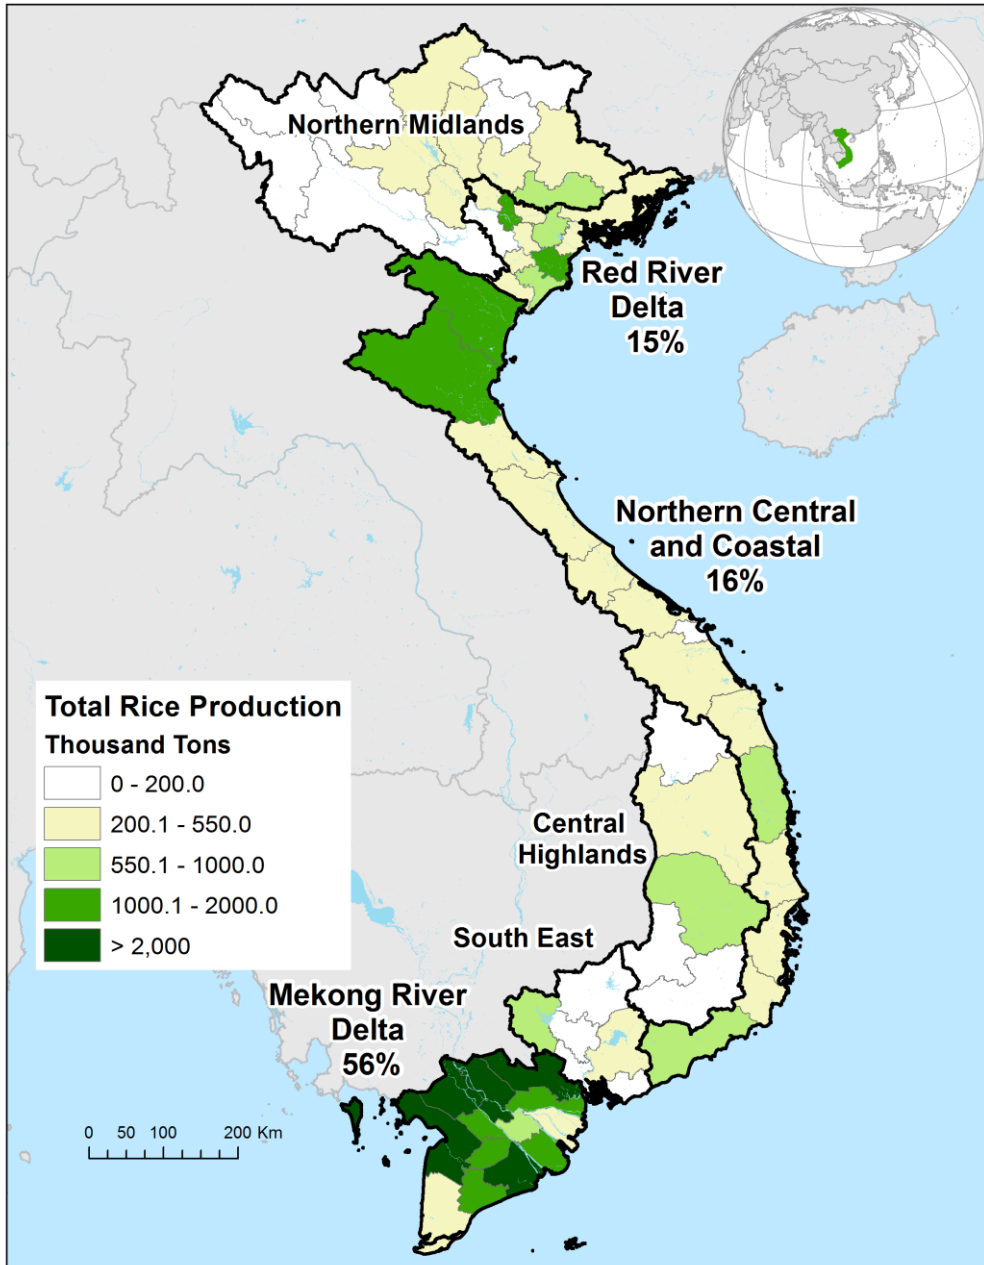 Northern Midlands
Red River
Delta
15%
Northern Central
and Coastal
16%
Total Rice Production
Thousand Tons
0 - 200.0
200.1 - 550.0
550.1 - 1000.0
1000.1 - 2000.0
> 2,000
Central
Highlands
South East
Mekong River
Delta
56%
0 50 100 200 Km